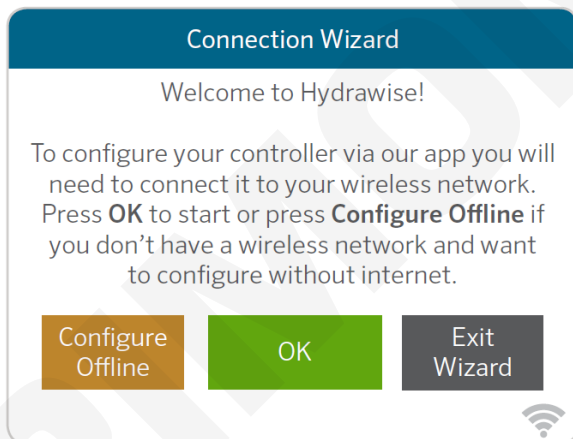 Connection Wizard
Welcome to Hydrawise!
To configure your controller via our app you will
need to connect it to your wireless network.
Press OK to start or press Configure Offline if
you don’t have a wireless network and want
to configure without internet.
Configure
Offline
OK
Exit
Wizard